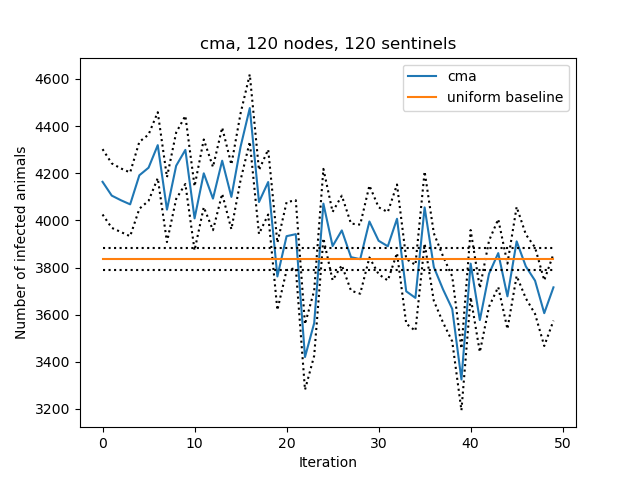 cma, 120 nodes, 120 sentinels
cma
uniform baseline
Number of infected animals
4600
4400
4200
4000
3800
3600
3400
3200
0 10 20 30 40 50
Iteration